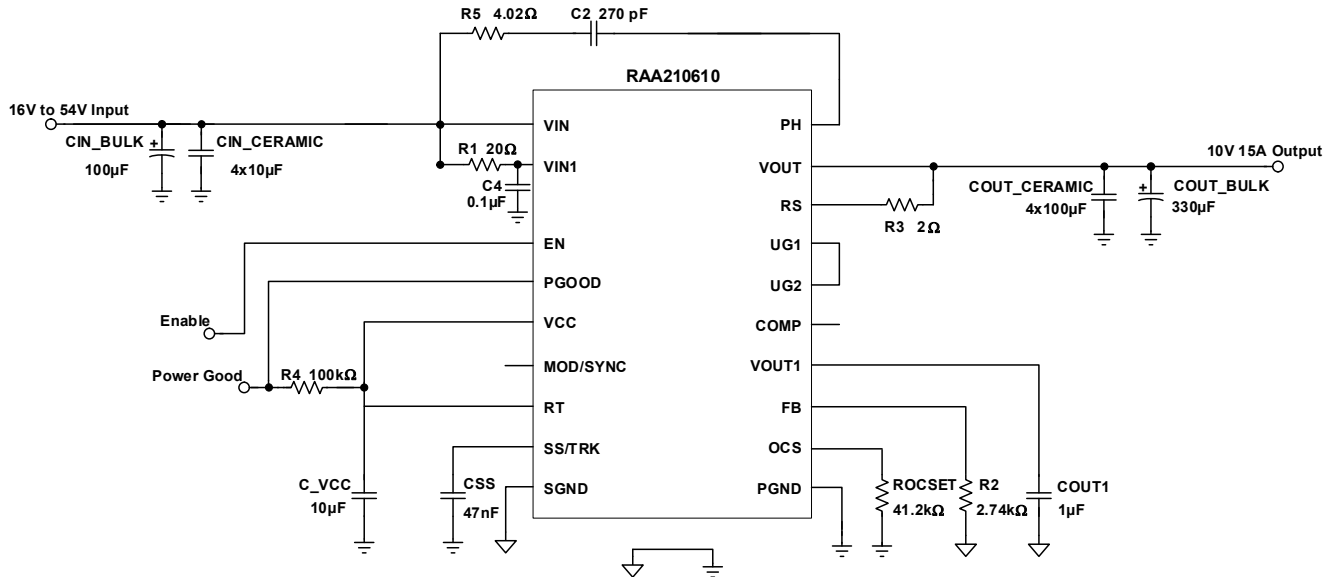 R5 4.02Ω
C2 270 pF
RAA210610
16V to 54V Input
CIN_BULK
100µF
+
CIN_CERAMIC
4x10µF
R1 20Ω
C4
0.1µF
VIN
VIN1
EN
PGOOD
VCC
MOD/SYNC
RT
SS/TRK
SGND
PH
VOUT
RS
UG1
UG2
COMP
VOUT1
FB
OCS
PGND
10V 15A Output
COUT_CERAMIC
4x100µF
+
COUT_BULK
330µF
R3 2Ω
Enable
Power Good
R4 100kΩ
C_VCC
10µF
CSS
47nF
ROCSET
41.2kΩ
R2
2.74kΩ
COUT1
1µF